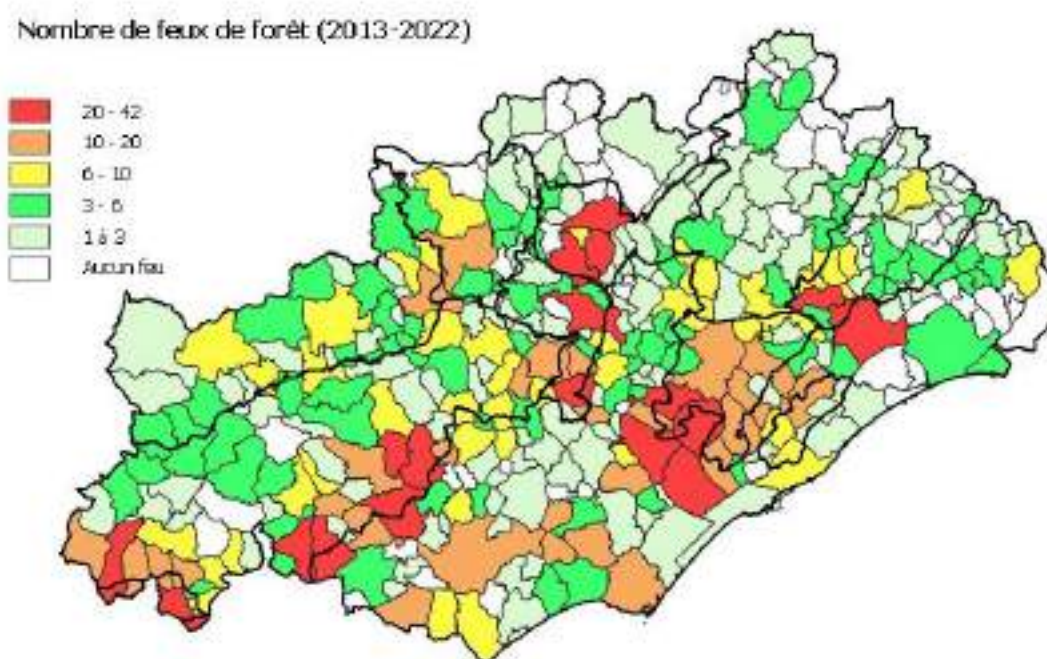 Nombre de feux de forêt (2013-2022)
20 - 42
10 - 20
6 - 10
3 - 6
1 à 3
Aucun feu